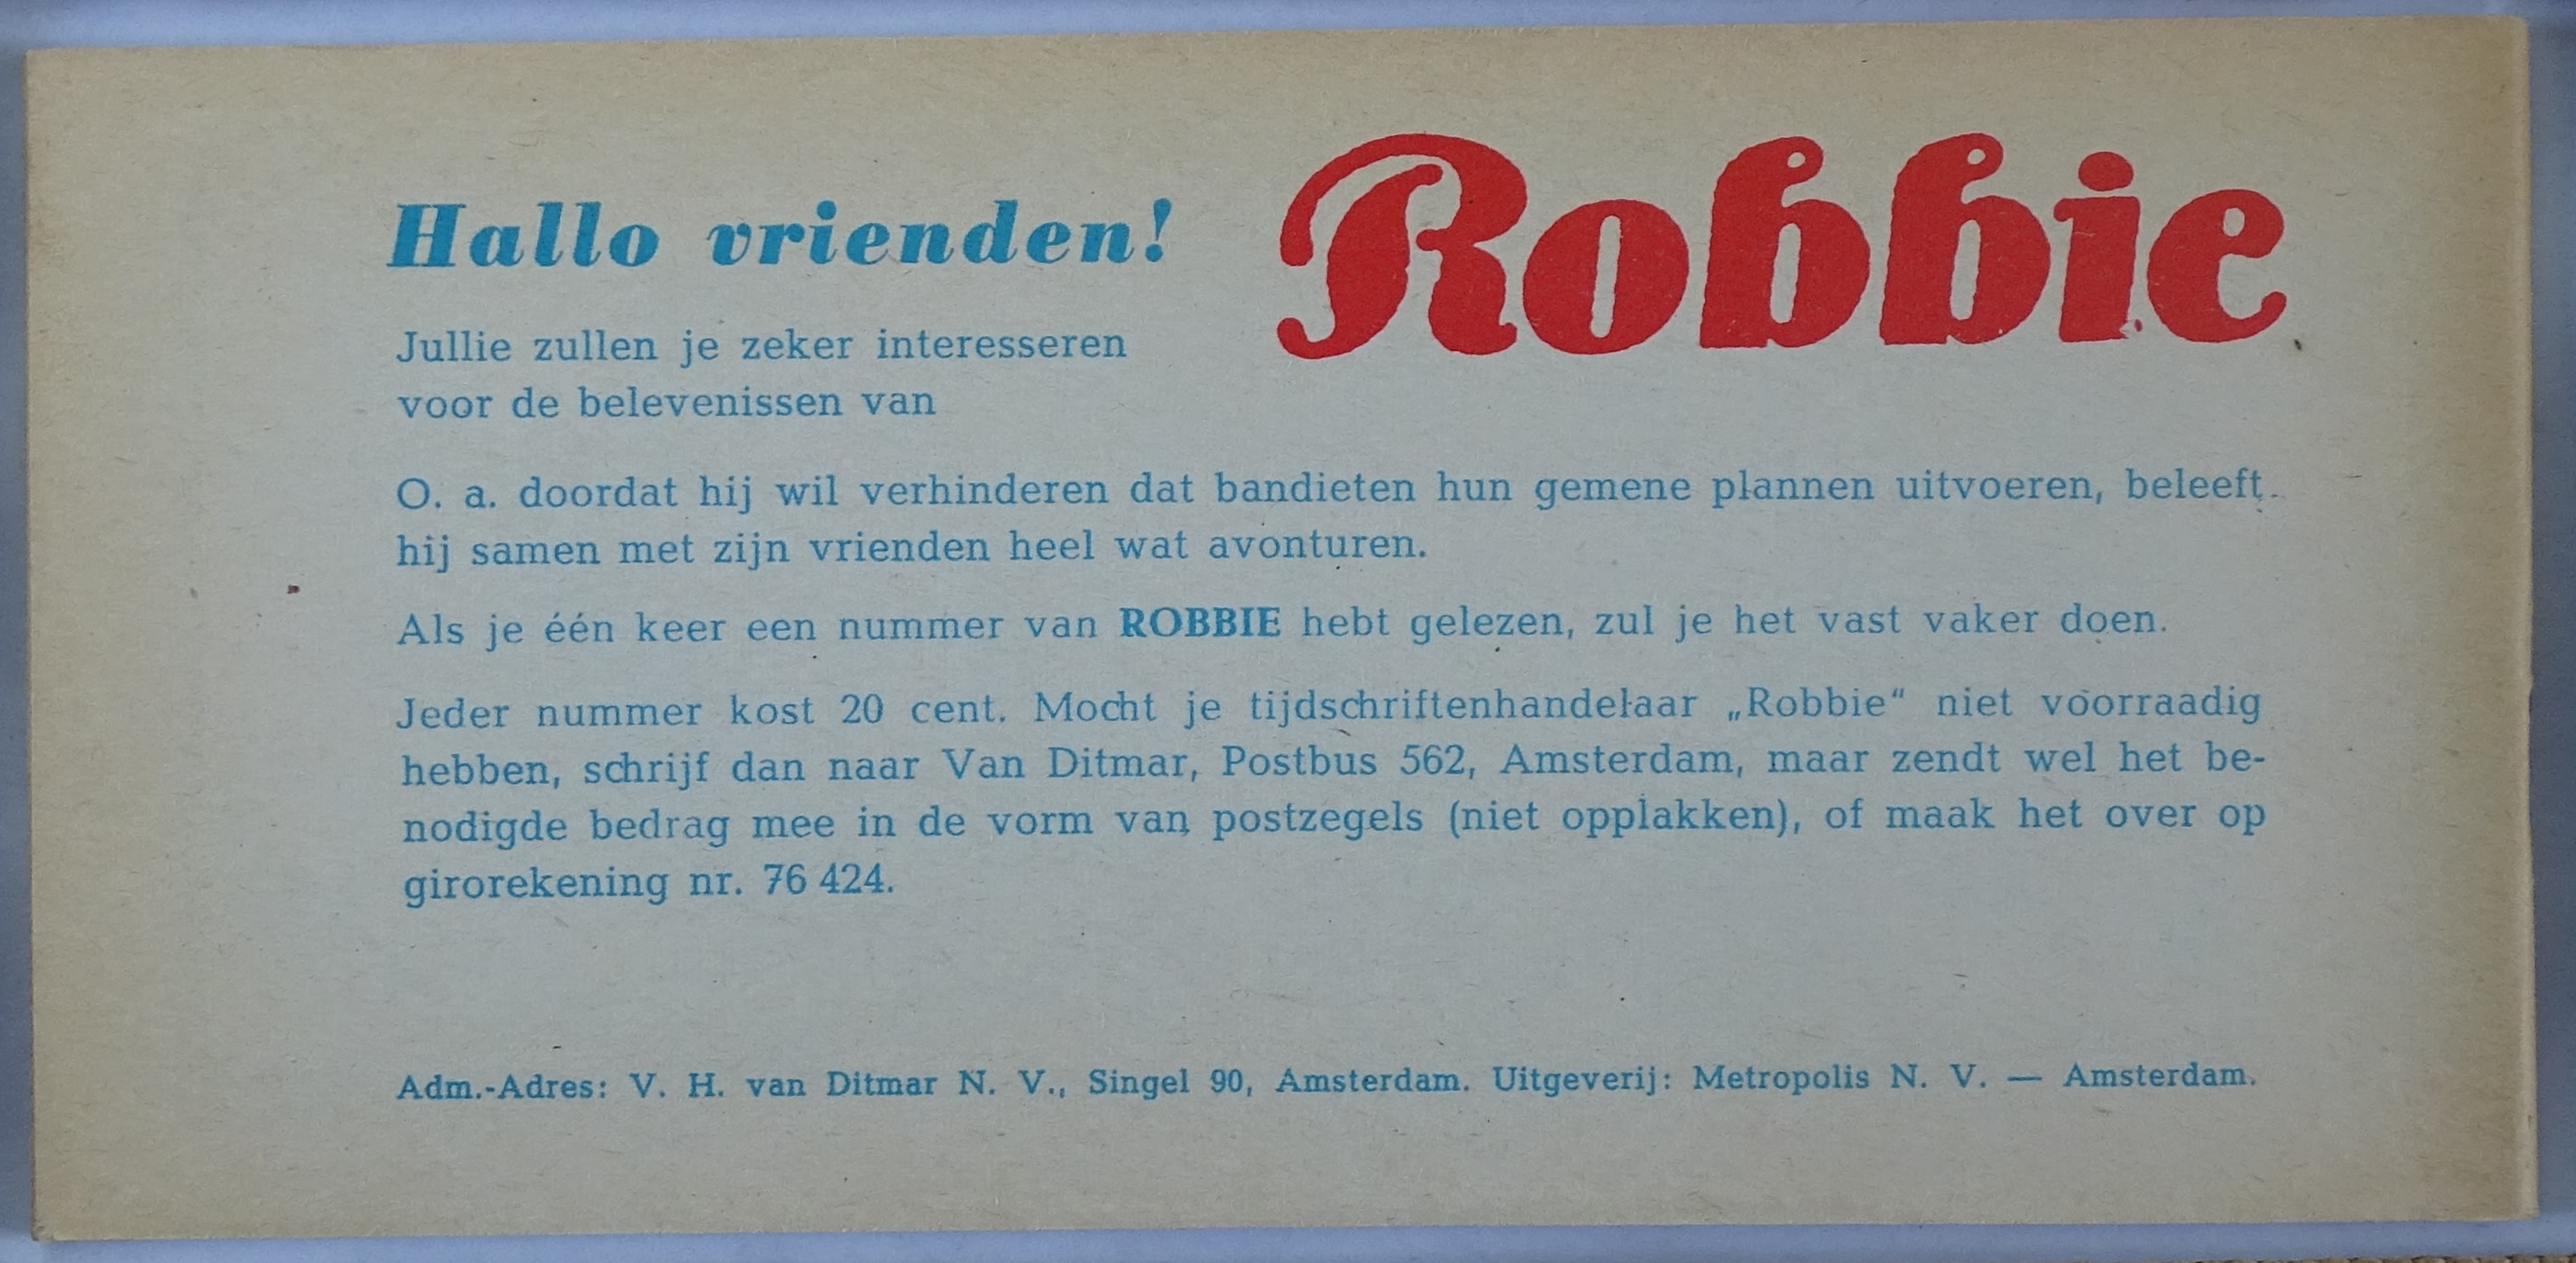 Hallo vrienden!
Robbie
Jullie zullen je zeker interesseren
voor de belevenissen van
O. a. doordat hij wil verhinderen dat bandieten hun gemene plannen uitvoeren, beleeft
hij samen met zijn vrienden heel wat avonturen.
Als je één keer een nummer van ROBBIE hebt gelezen, zul je het vast vaker doen.
Jeder nummer kost 20 cent. Mocht je tijdschriftenhandelaar „Robbie“ niet voorraadig
hebben, schrijf dan naar Van Ditmar, Postbus 562, Amsterdam, maar zendt wel het be-
nodigde bedrag mee in de vorm van postzegels (niet opplakken), of maak het over op
girorekening nr. 76 424.
Adm.-Adres: V. H. van Ditmar N. V., Singel 90, Amsterdam. Uitgeverij: Metropolis N. V. — Amsterdam.